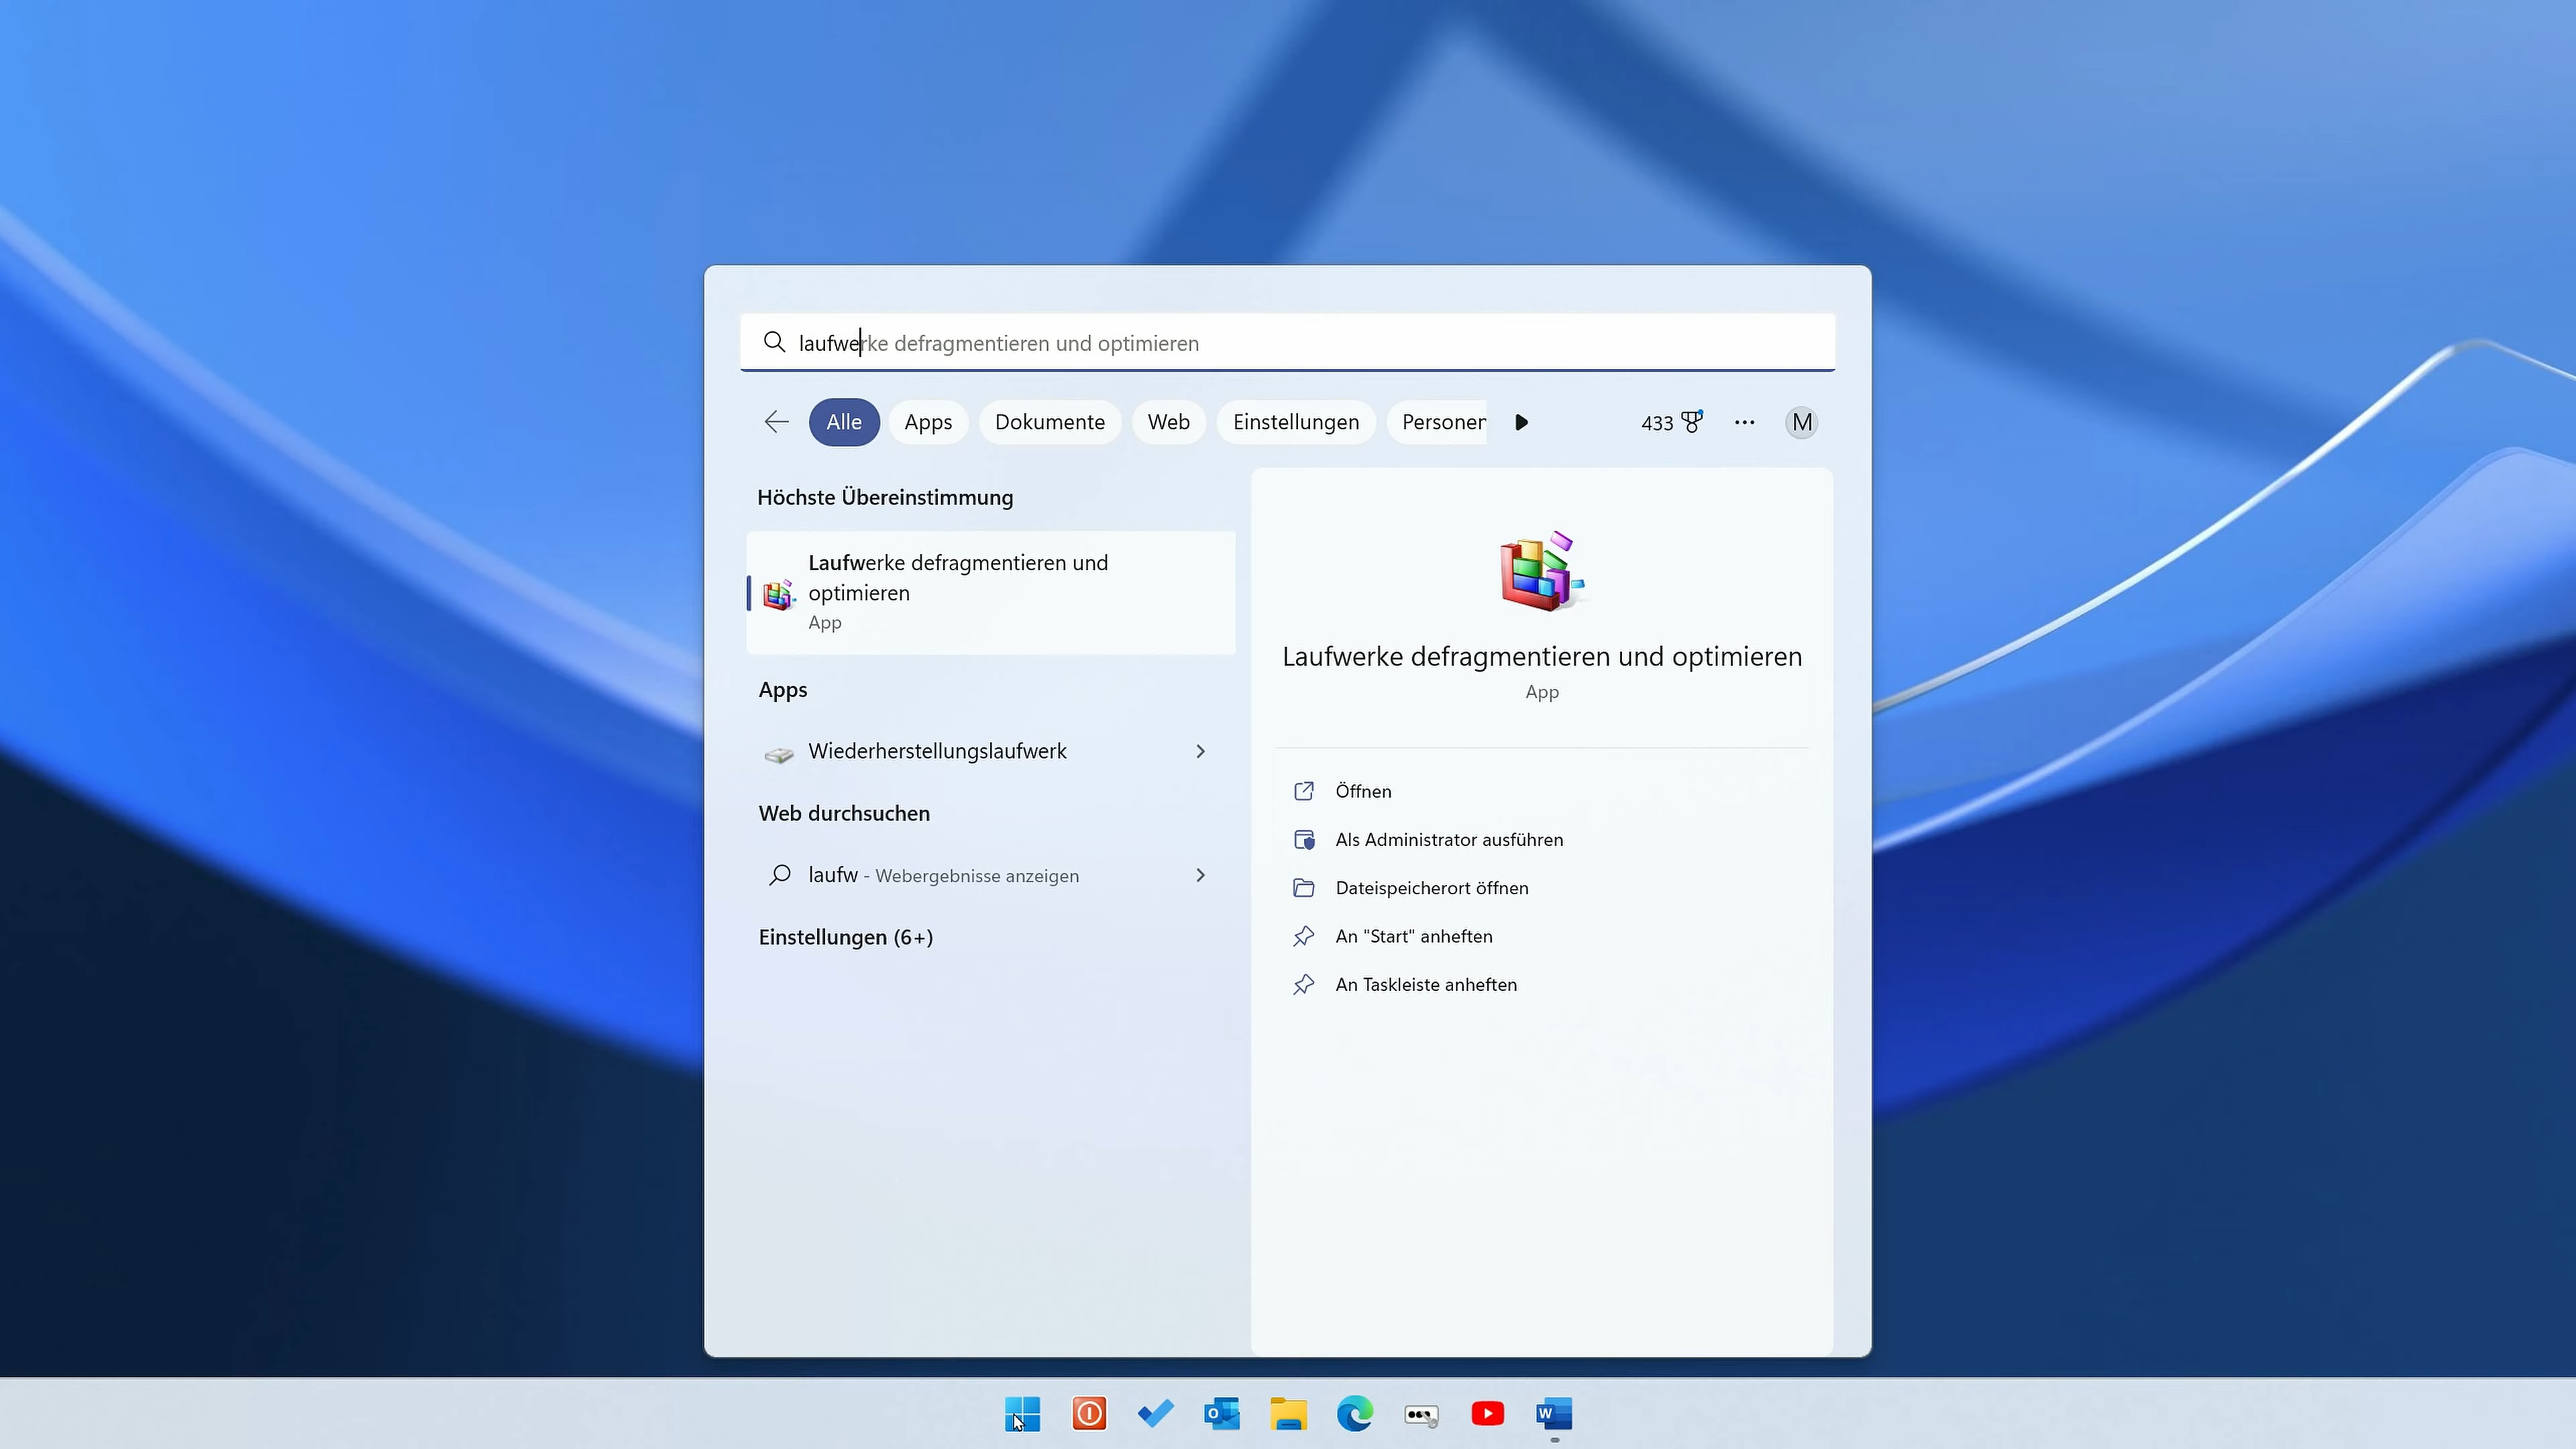 laufwerke defragmentieren und optimieren
Alle Apps Dokumente Web Einstellungen Personen 433 M
Höchste Übereinstimmung
Laufwerke defragmentieren und
optimieren
App
Apps
Wiederherstellungslaufwerk
Web durchsuchen
laufw - Webergebnisse anzeigen
Einstellungen (6+)
Laufwerke defragmentieren und optimieren
App
Öffnen
Als Administrator ausführen
Dateispeicherort öffnen
An "Start" anheften
An Taskleiste anheften